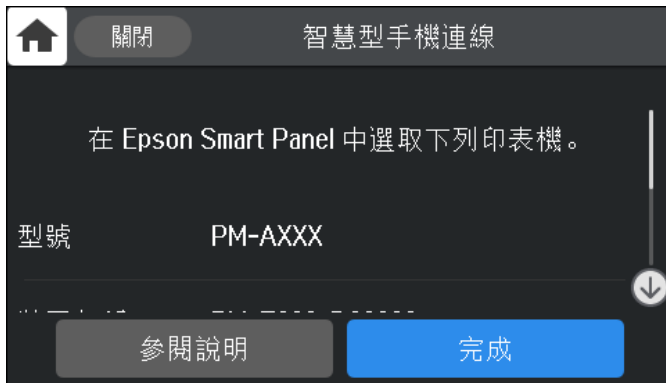 關閉
智慧型手機連線
在 Epson Smart Panel 中選取下列印表機。
型號 PM-AXXX
參閱說明
完成